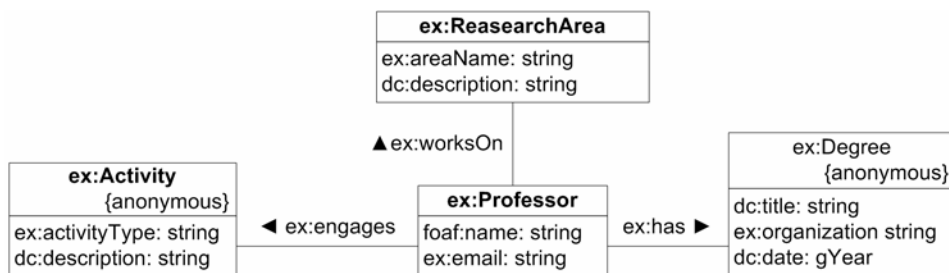 ex:ReasearchArea
ex:areaName: string
dc:description: string
▲ex:worksOn
ex:Activity
{anonymous}
ex:activityType: string
dc:description: string
◄ ex:engages
ex:Professor
foaf:name: string
ex:email: string
ex:has ►
ex:Degree
{anonymous}
dc:title: string
ex:organization string
dc:date: gYear